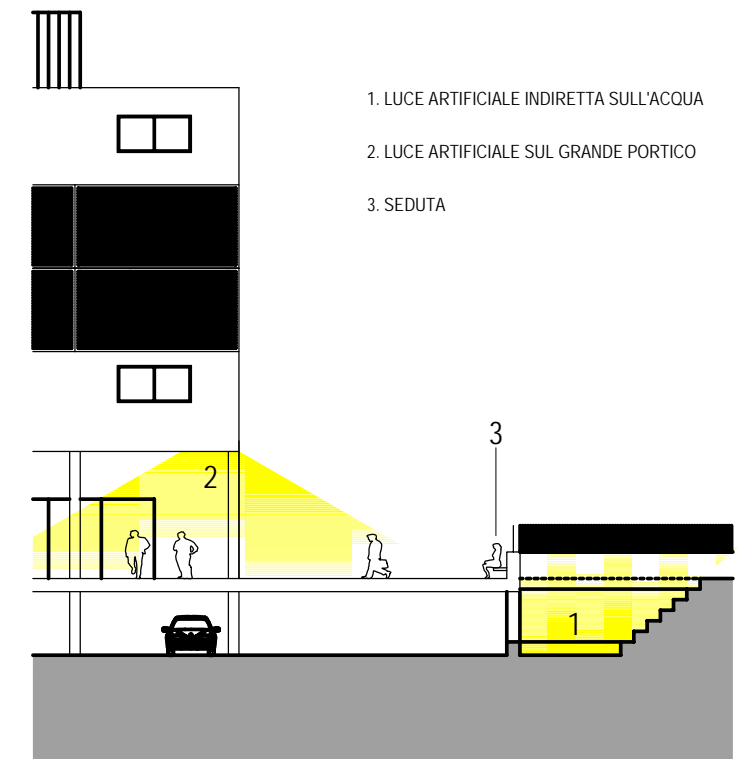 1. LUCE ARTIFICIALE INDIRETTA SULL'ACQUA
2. LUCE ARTIFICIALE SUL GRANDE PORTICO
3. SEDUTA
3
2
1